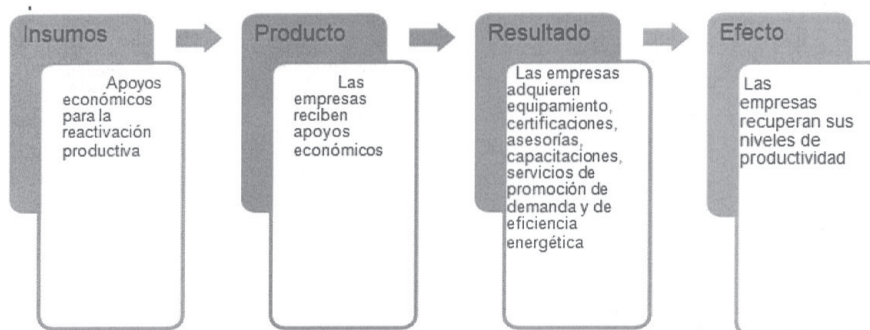 Insumos
Apoyos
económicos
para la
reactivación
productiva
Producto
Las
empresas
reciben
apoyos
económicos
Resultado
Las empresas
adquieren
equipamiento,
certificaciones,
asesorías,
capacitaciones,
servicios de
promoción de
demanda y de
eficiencia
energética
Efecto
Las
empresas
recuperan sus
niveles de
productividad